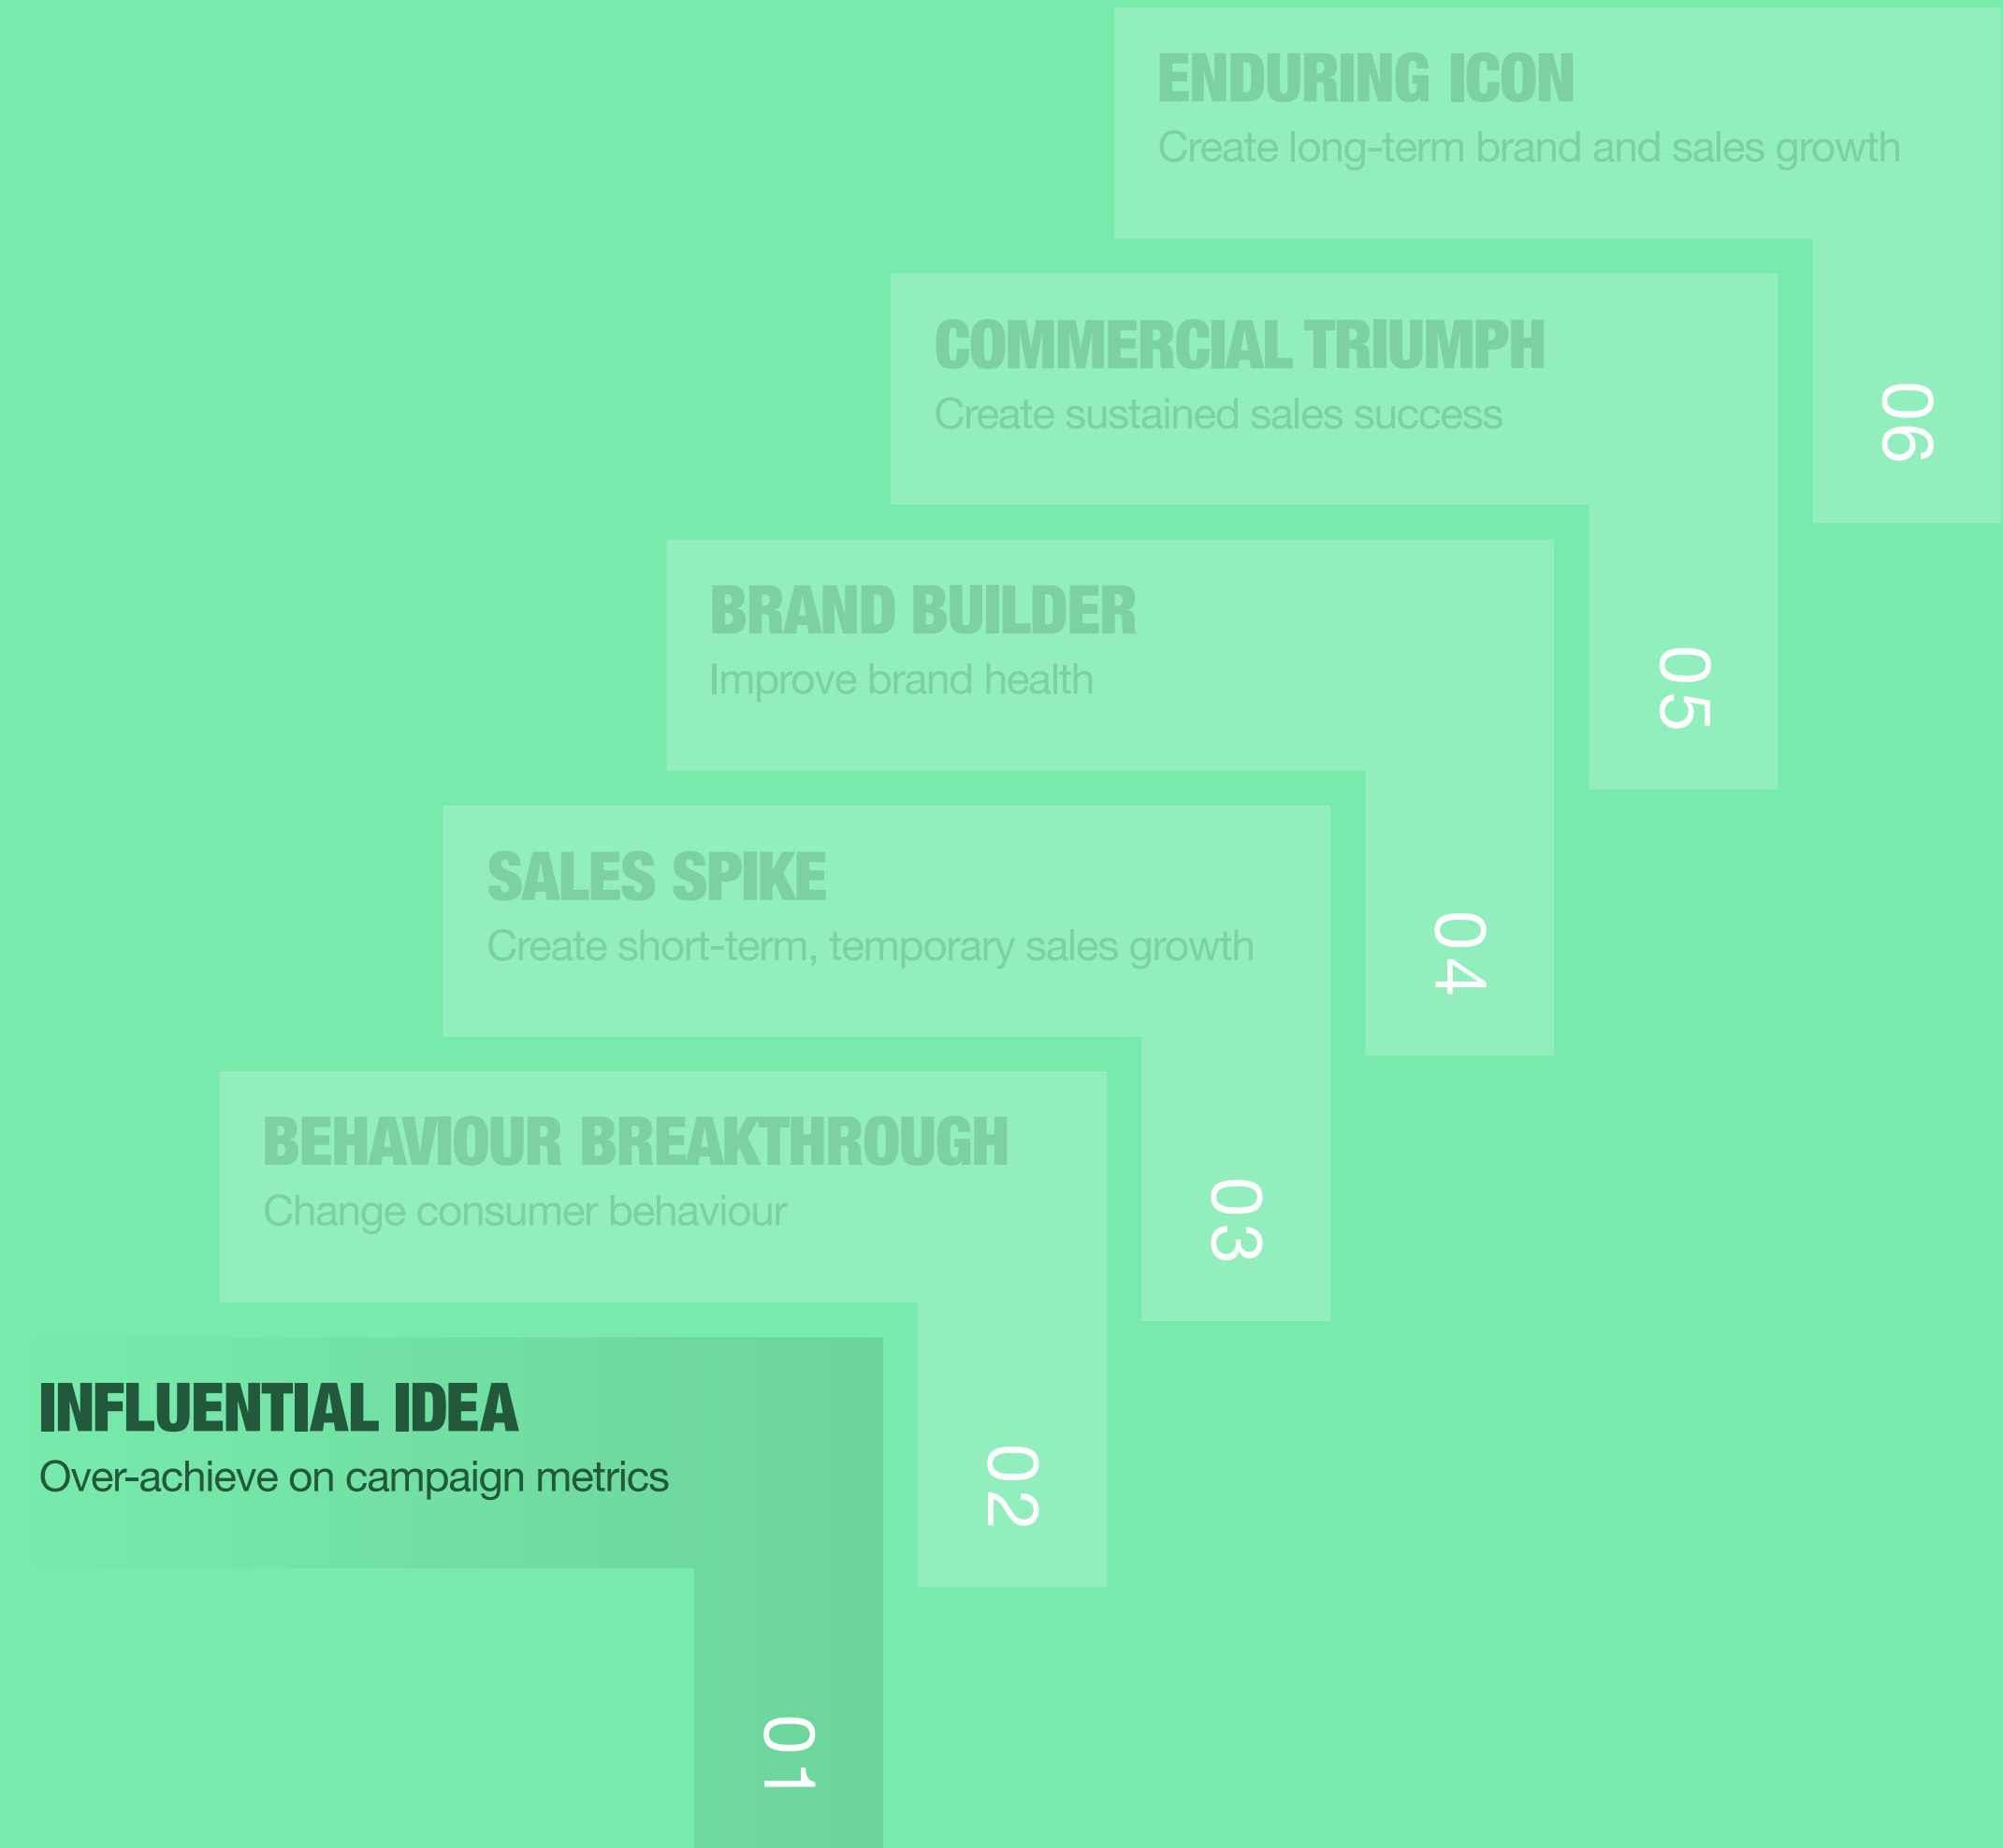 ENDURING ICON
Create long-term brand and sales growth
06
COMMERCIAL TRIUMPH
Create sustained sales success
05
BRAND BUILDER
Improve brand health
04
SALES SPIKE
Create short-term, temporary sales growth
03
BEHAVIOUR BREAKTHROUGH
Change consumer behaviour
02
INFLUENTIAL IDEA
Over-achieve on campaign metrics
01